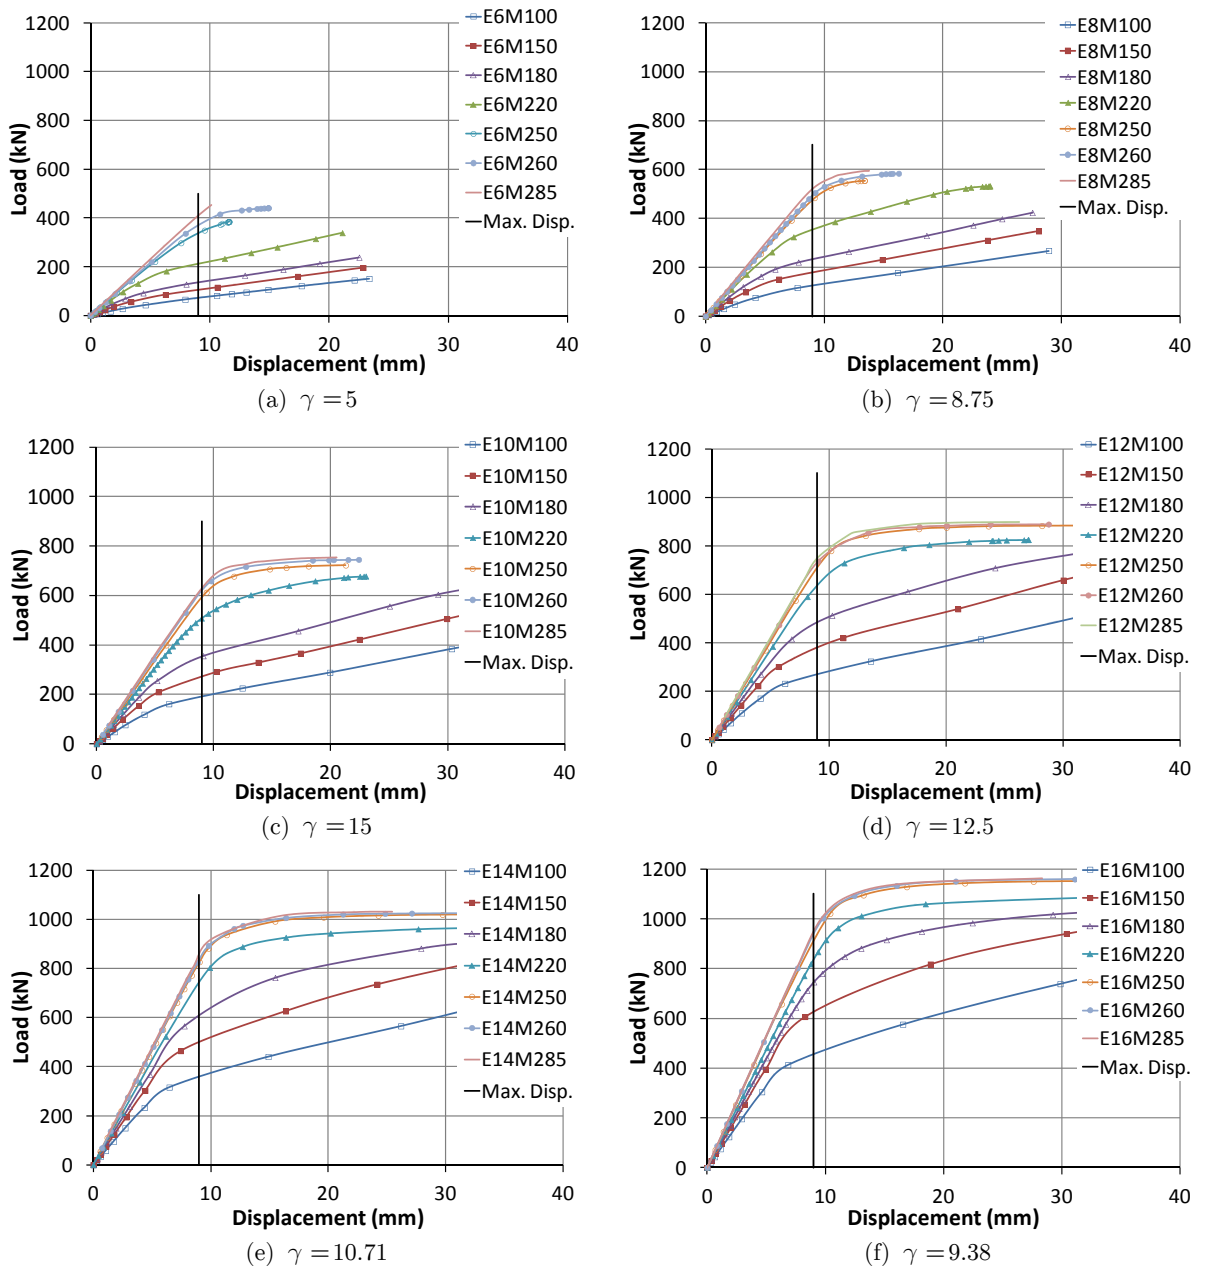 1200
1000
800
600
400
200
0
Load (kN)
0
10
20
30
40
Displacement (mm)
E6M100
E6M150
E6M180
E6M220
E6M250
E6M260
E6M285
Max. Disp.
(a) γ = 5
1200
1000
800
600
400
200
0
Load (kN)
0
10
20
30
40
Displacement (mm)
E8M100
E8M150
E8M180
E8M220
E8M250
E8M260
E8M285
Max. Disp.
(b) γ = 8.75
1200
1000
800
600
400
200
0
Load (kN)
0
10
20
30
40
Displacement (mm)
E10M100
E10M150
E10M180
E10M220
E10M250
E10M260
E10M285
Max. Disp.
(c) γ = 15
1200
1000
800
600
400
200
0
Load (kN)
0
10
20
30
40
Displacement (mm)
E12M100
E12M150
E12M180
E12M220
E12M250
E12M260
E12M285
Max. Disp.
(d) γ = 12.5
1200
1000
800
600
400
200
0
Load (kN)
0
10
20
30
40
Displacement (mm)
E14M100
E14M150
E14M180
E14M220
E14M250
E14M260
E14M285
Max. Disp.
(e) γ = 10.71
1200
1000
800
600
400
200
0
Load (kN)
0
10
20
30
40
Displacement (mm)
E16M100
E16M150
E16M180
E16M220
E16M250
E16M260
E16M285
Max. Disp.
(f) γ = 9.38